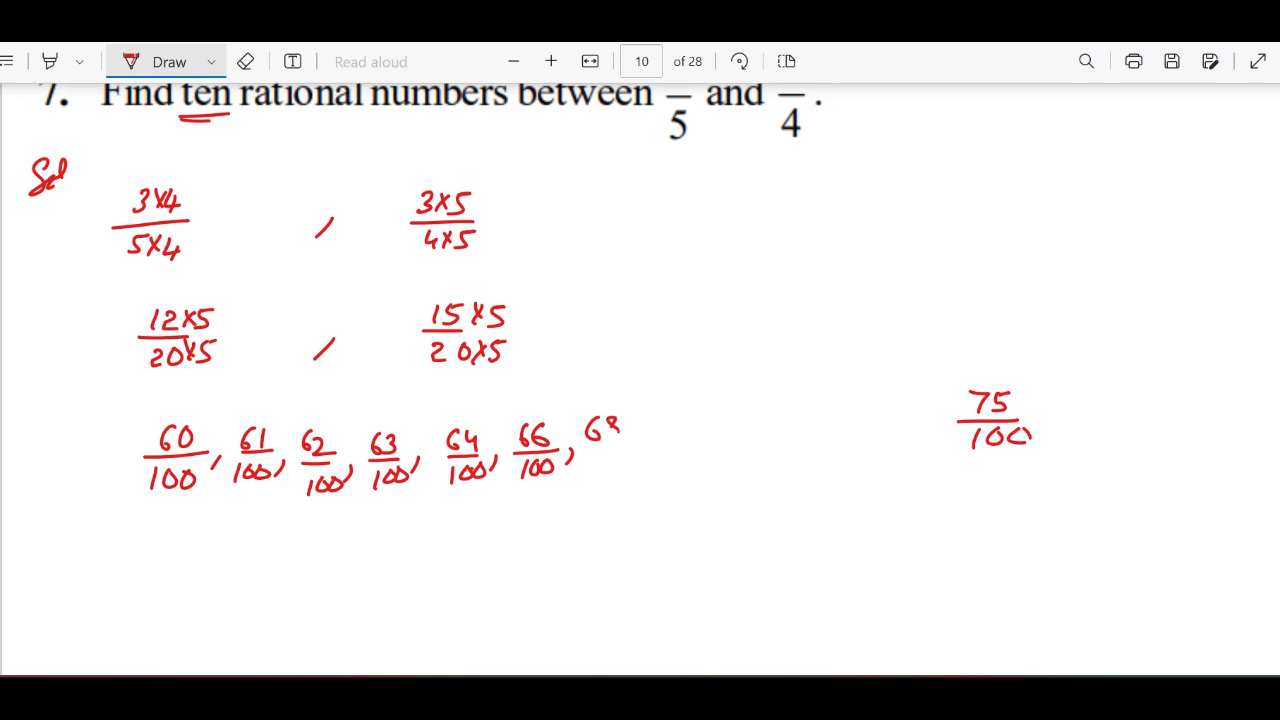 Draw Read aloud 10 of 28
7. Find ten rational numbers between — and — .
5 4
Sol
3×4 , 3×5
5×4 4×5
12×5 , 15×5
20×5 20×5
75
100
60 , 61 , 62 , 63 , 64 , 66 , 68
100 100 100 100 100 100